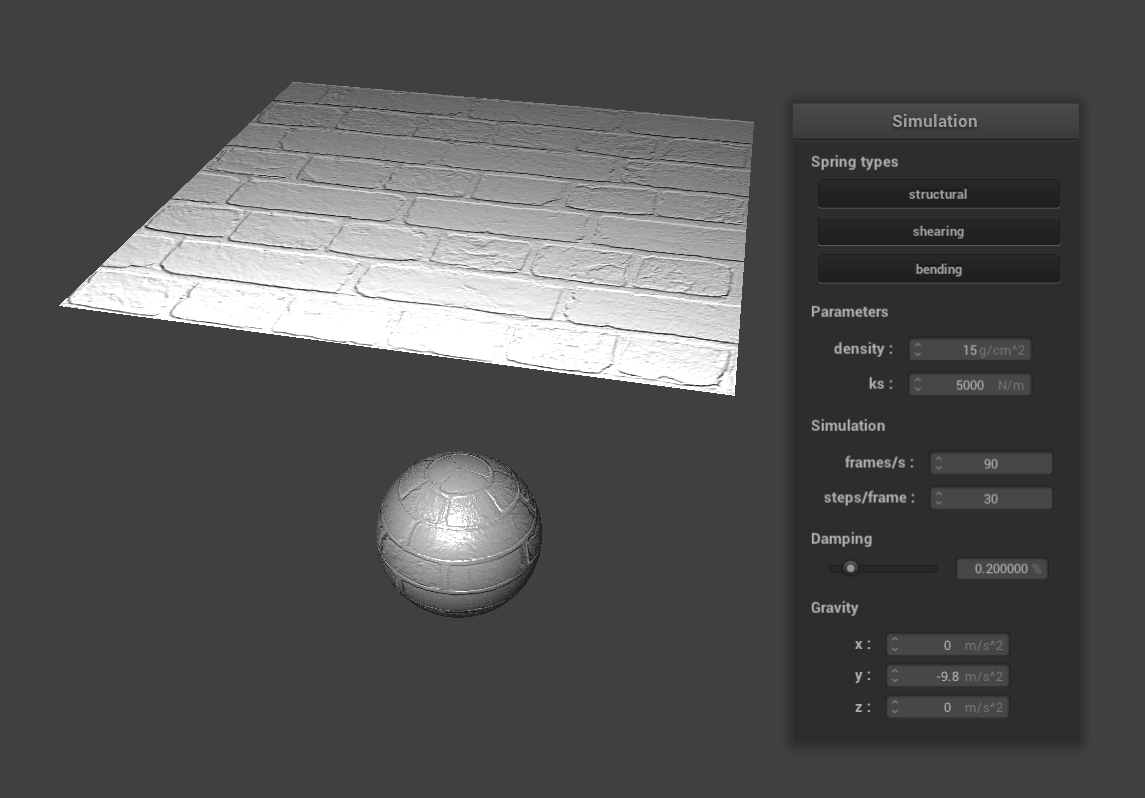 Simulation
Spring types
structural
shearing
bending
Parameters
density : 15 g/cm^2
ks : 5000 N/m
Simulation
frames/s : 90
steps/frame : 30
Damping
0.200000 %
Gravity
x : 0 m/s^2
y : -9.8 m/s^2
z : 0 m/s^2